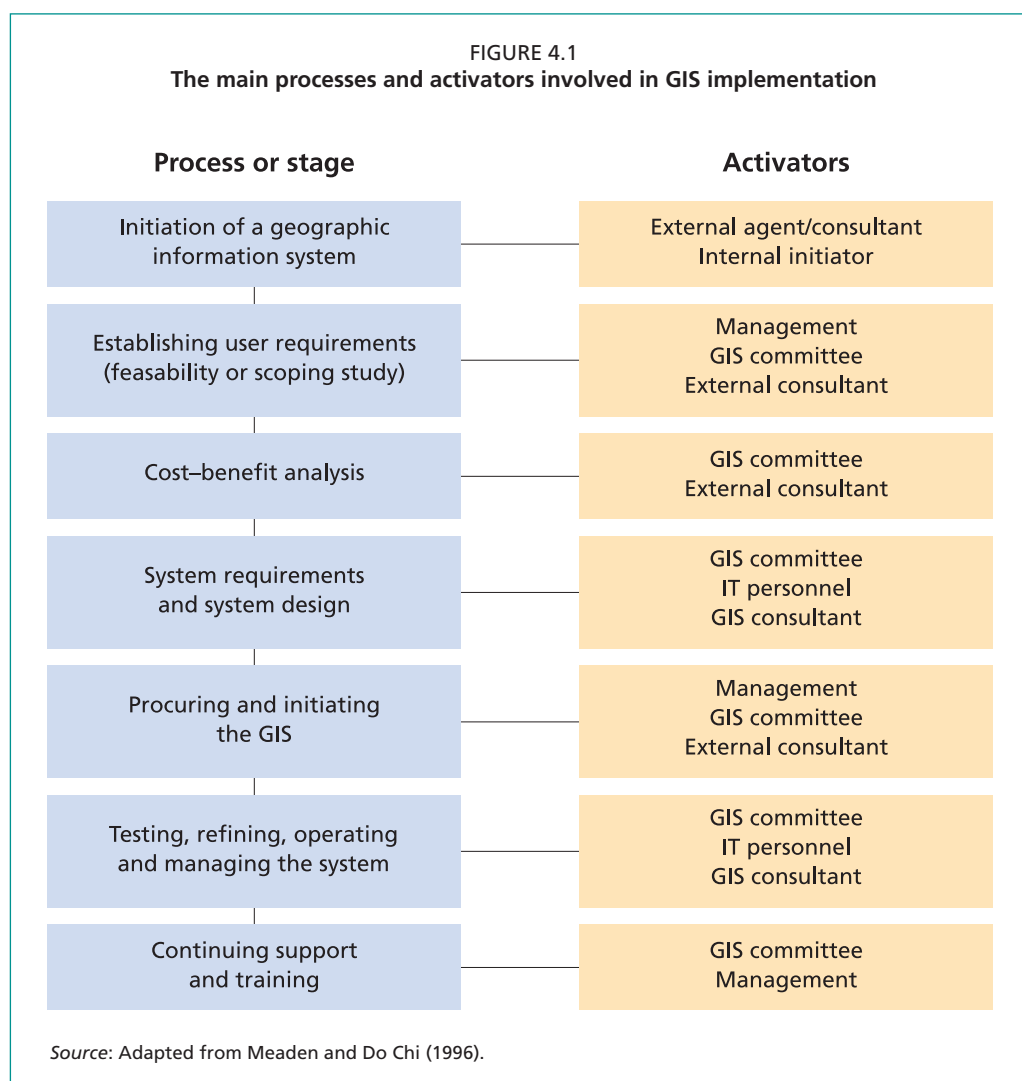 FIGURE 4.1
The main processes and activators involved in GIS implementation
Process or stage
Activators
Initiation of a geographic
information system
External agent/consultant
Internal initiator
Establishing user requirements
(feasability or scoping study)
Management
GIS committee
External consultant
Cost–benefit analysis
GIS committee
External consultant
System requirements
and system design
GIS committee
IT personnel
GIS consultant
Procuring and initiating
the GIS
Management
GIS committee
External consultant
Testing, refining, operating
and managing the system
GIS committee
IT personnel
GIS consultant
Continuing support
and training
GIS committee
Management
Source: Adapted from Meaden and Do Chi (1996).